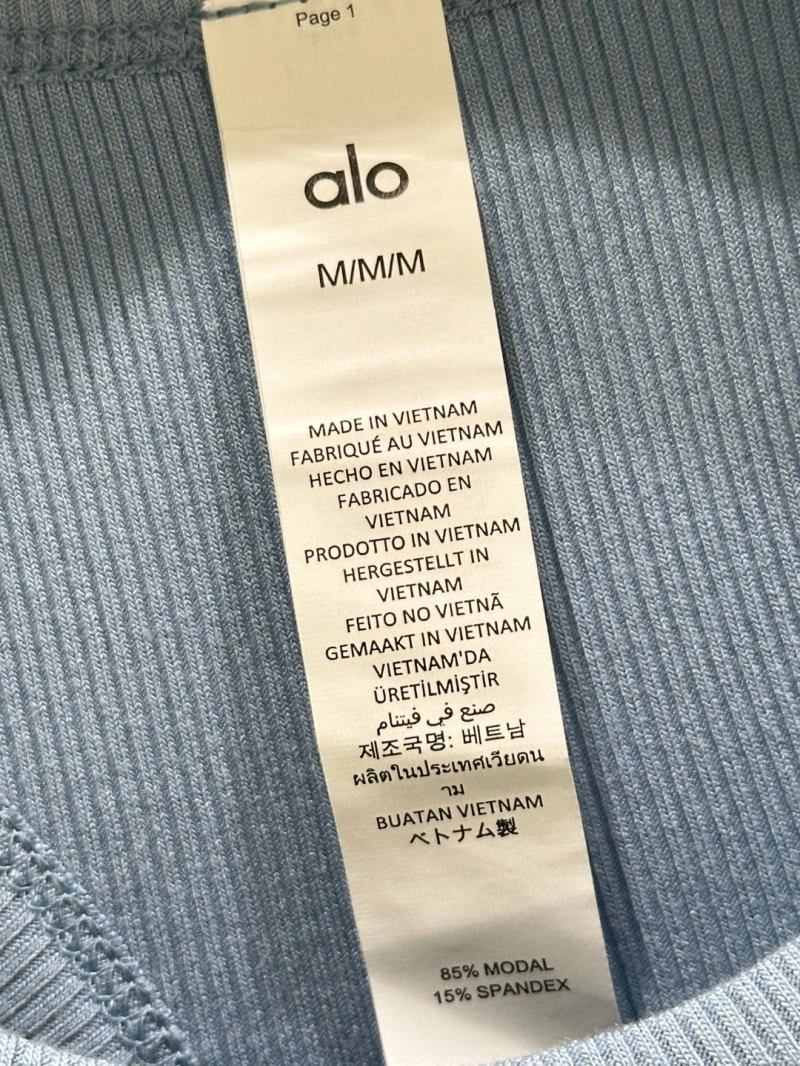 Page 1
alo
M/M/M
MADE IN VIETNAM
FABRIQUÉ AU VIETNAM
HECHO EN VIETNAM
FABRICADO EN
VIETNAM
PRODOTTO IN VIETNAM
HERGESTELLT IN
VIETNAM
FEITO NO VIETNÃ
GEMAAKT IN VIETNAM
VIETNAM'DA
ÜRETİLMİŞTİR
صنع في فيتنام
제조국명: 베트남
ผลิตในประเทศเวียดน
าม
BUATAN VIETNAM
ベトナム製
85% MODAL
15% SPANDEX